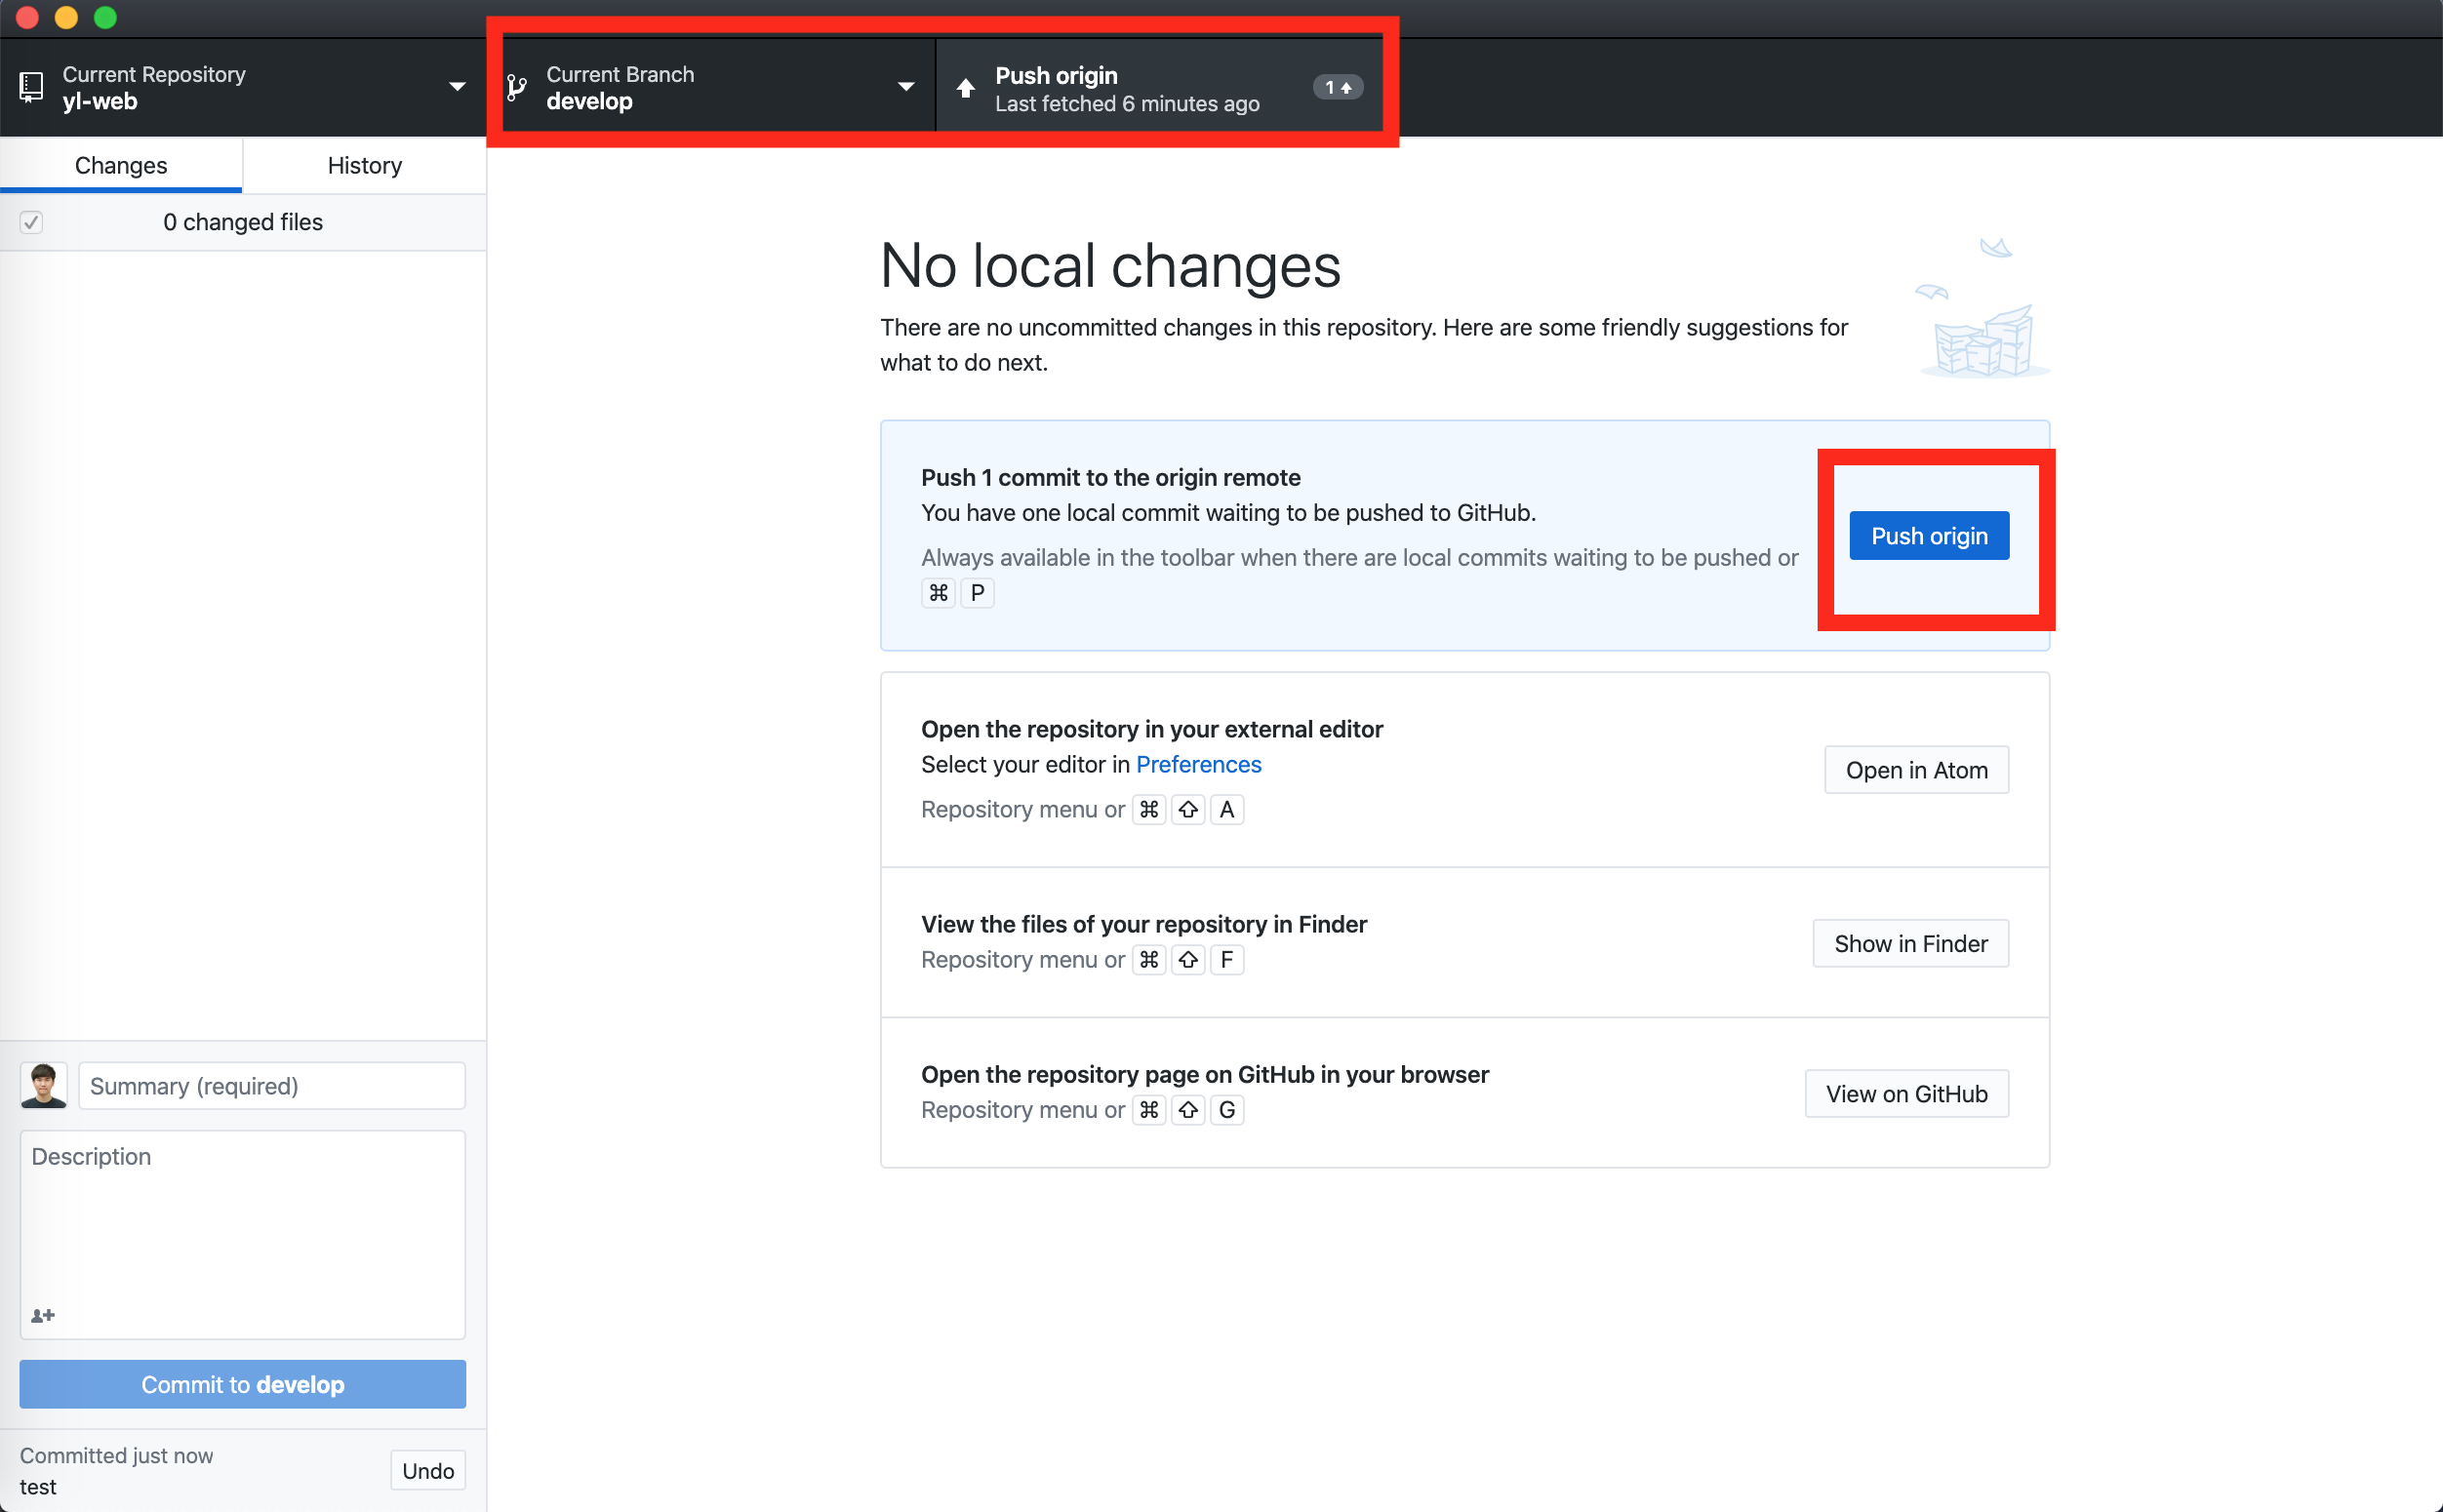 Current Repository
yl-web
Current Branch
develop
Push origin
Last fetched 6 minutes ago
1
Changes
History
0 changed files
No local changes
There are no uncommitted changes in this repository. Here are some friendly suggestions for
what to do next.
Push 1 commit to the origin remote
You have one local commit waiting to be pushed to GitHub.
Always available in the toolbar when there are local commits waiting to be pushed or
⌘ P
Push origin
Open the repository in your external editor
Select your editor in Preferences
Repository menu or ⌘ ⇧ A
Open in Atom
View the files of your repository in Finder
Repository menu or ⌘ ⇧ F
Show in Finder
Open the repository page on GitHub in your browser
Repository menu or ⌘ ⇧ G
View on GitHub
Summary (required)
Description
Commit to develop
Committed just now
test
Undo